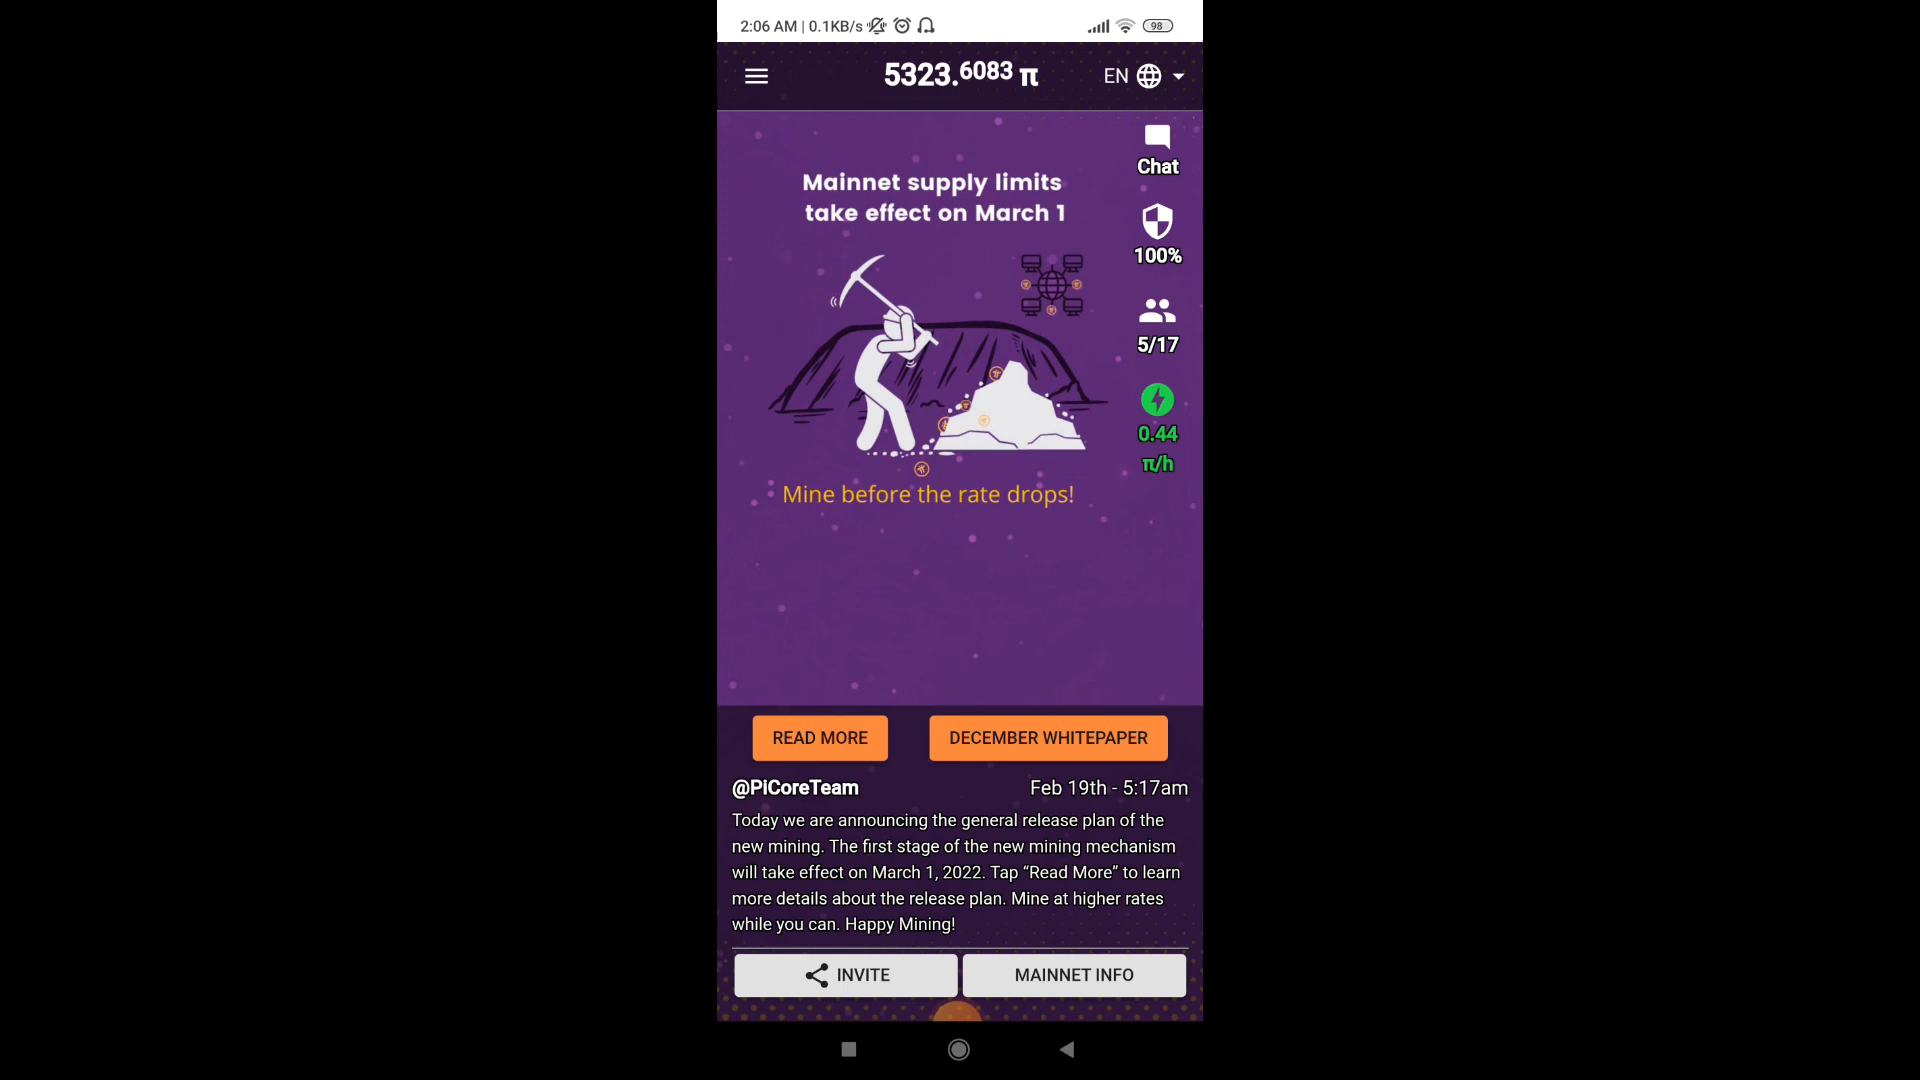 2:06 AM | 0.1KB/s
98
5323.6083 π
EN
Chat
100%
5/17
0.44
π/h
Mainnet supply limits
take effect on March 1
Mine before the rate drops!
READ MORE
DECEMBER WHITEPAPER
@PiCoreTeam
Feb 19th - 5:17am
Today we are announcing the general release plan of the
new mining. The first stage of the new mining mechanism
will take effect on March 1, 2022. Tap “Read More” to learn
more details about the release plan. Mine at higher rates
while you can. Happy Mining!
INVITE
MAINNET INFO